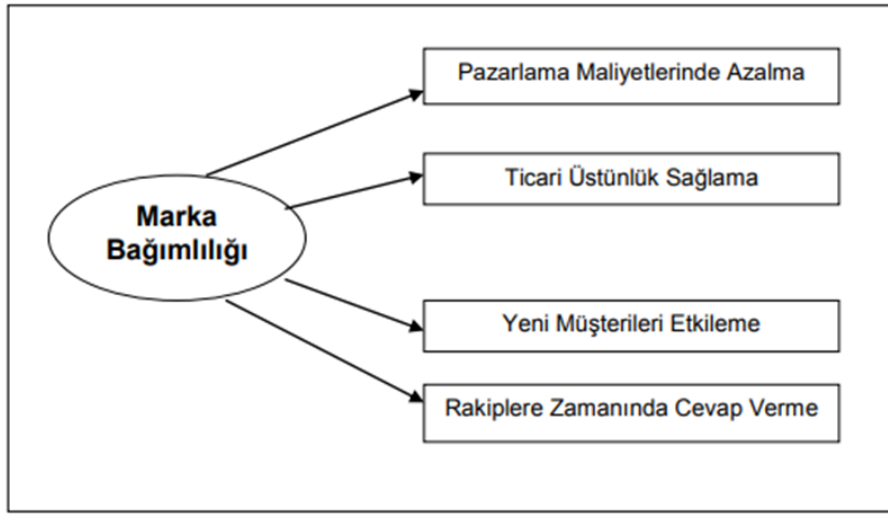 Pazarlama Maliyetlerinde Azalma
Ticari Üstünlük Sağlama
Marka
Bağımlılığı
Yeni Müşterileri Etkileme
Rakiplere Zamanında Cevap Verme